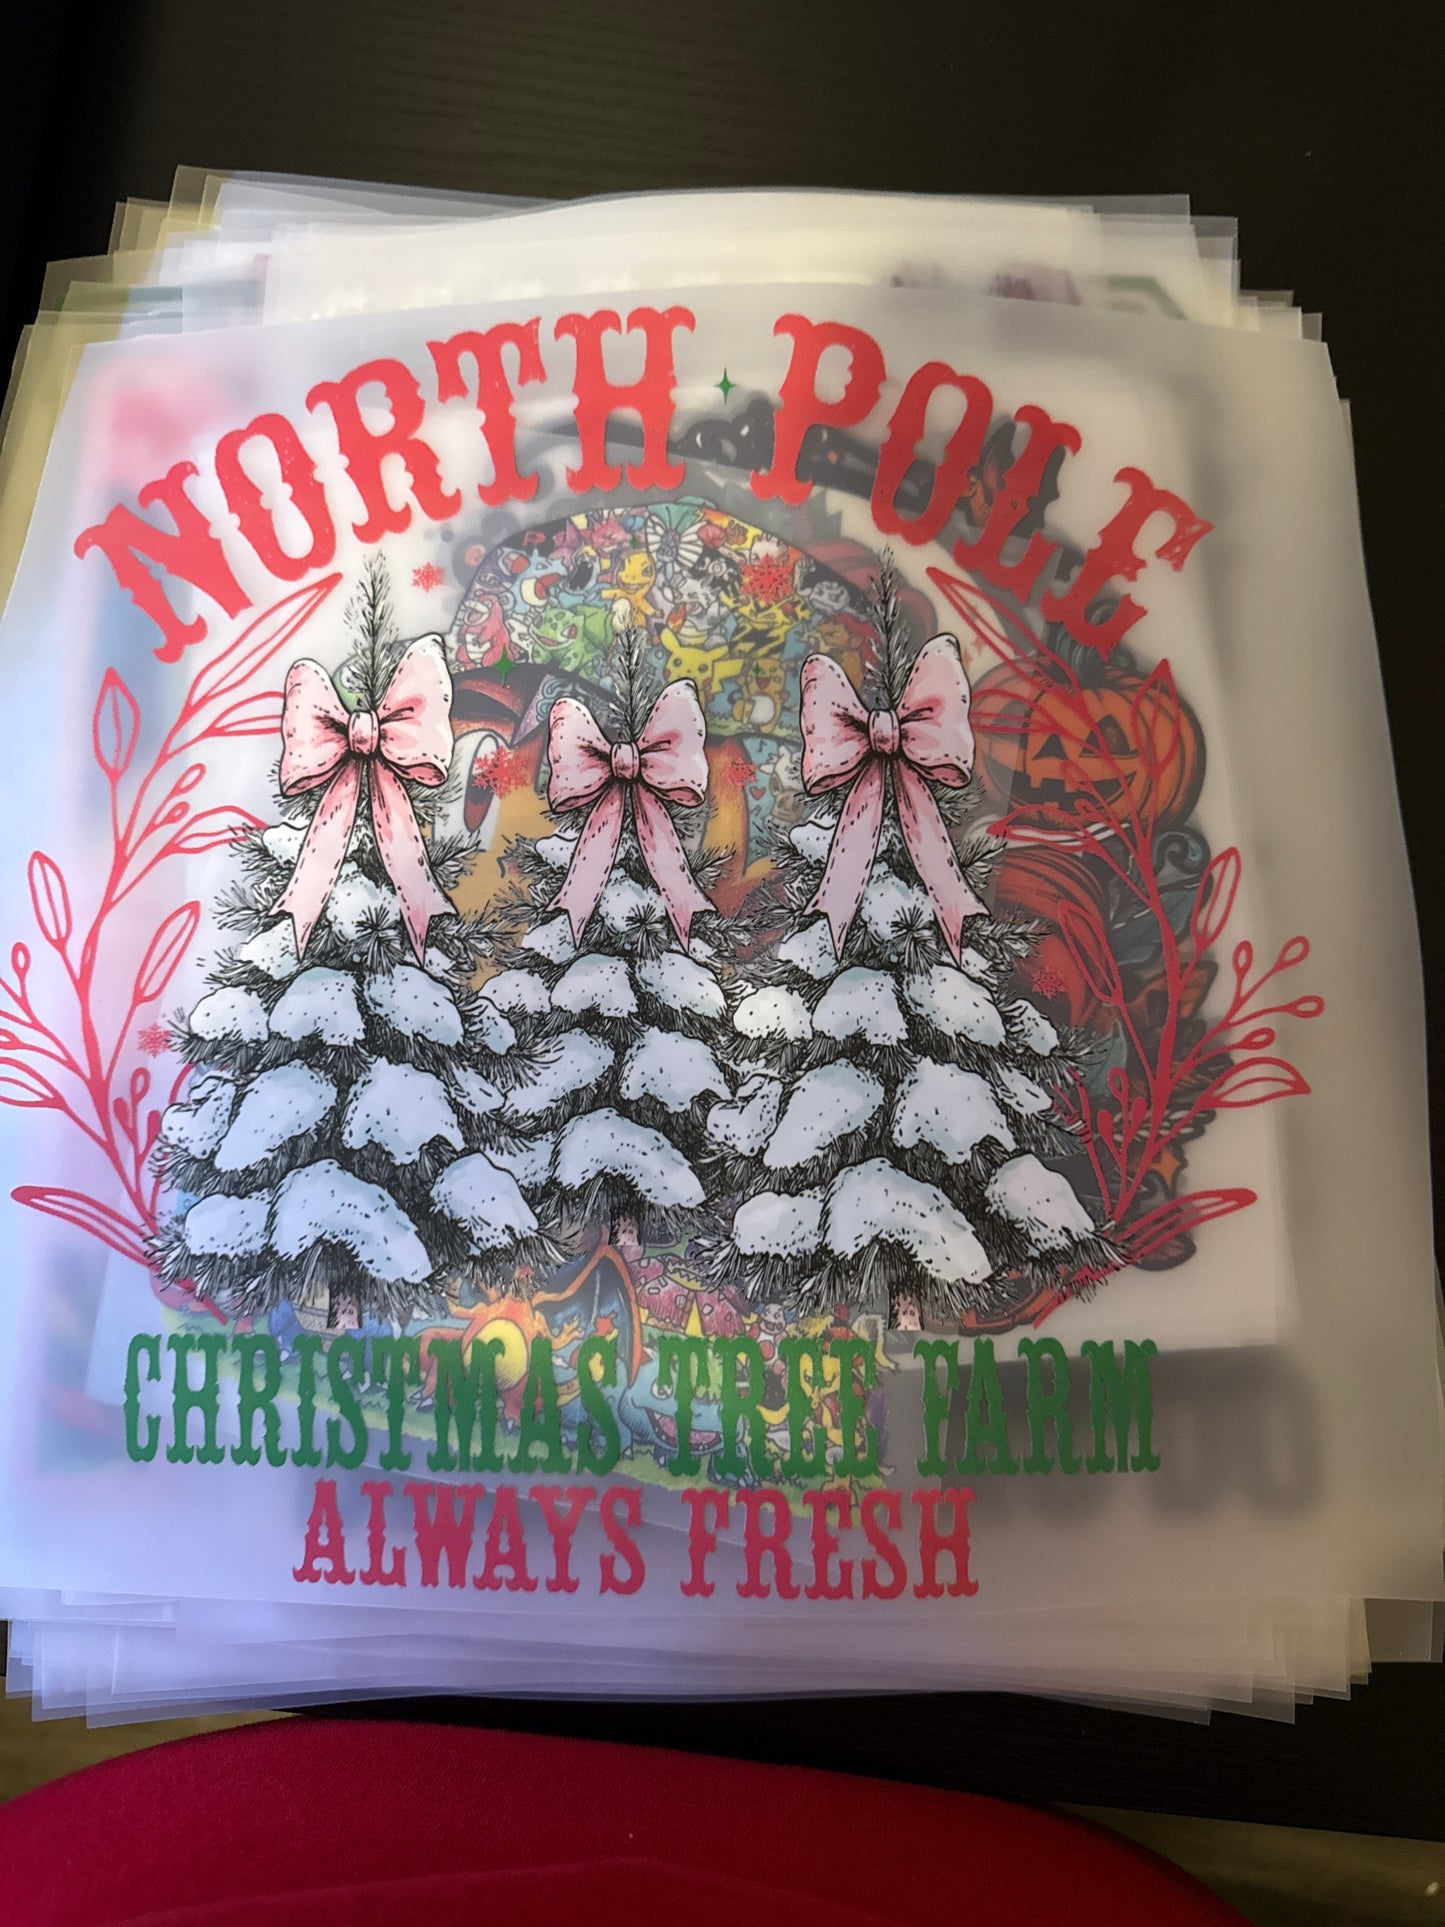 NORTH POLE
CHRISTMAS TREE FARM
ALWAYS FRESH